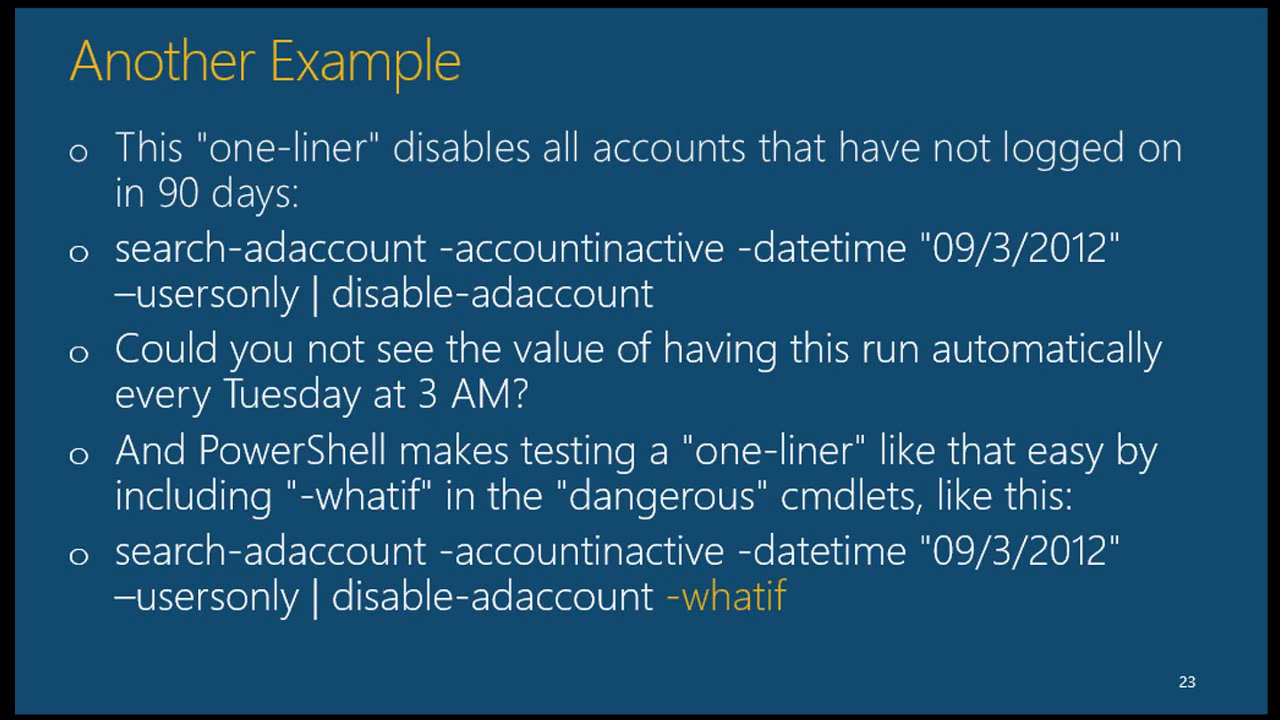 Another Example
o This "one-liner" disables all accounts that have not logged on
in 90 days:
o search-adaccount -accountinactive -datetime "09/3/2012"
–usersonly | disable-adaccount
o Could you not see the value of having this run automatically
every Tuesday at 3 AM?
o And PowerShell makes testing a "one-liner" like that easy by
including "-whatif" in the "dangerous" cmdlets, like this:
o search-adaccount -accountinactive -datetime "09/3/2012"
–usersonly | disable-adaccount -whatif
23